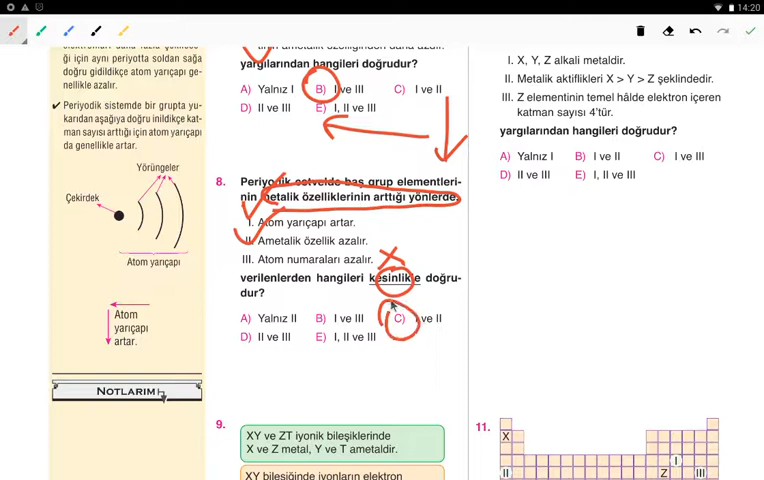 14:20
ği için aynı periyotta soldan sağa
doğru gidildikçe atom yarıçapı ge-
nellikle azalır.
✔ Periyodik sistemde bir grupta yu-
karıdan aşağıya doğru inildikçe kat-
man sayısı arttığı için atom yarıçapı
da genellikle artar.
Yörüngeler
Çekirdek
Atom yarıçapı
Atom
yarıçapı
artar.
NOTLARIM
yargılarından hangileri doğrudur?
A) Yalnız I B) I ve III C) I ve II
D) II ve III E) I, II ve III
8. Periyodik cetvelde baş grup elementleri-
nin metalik özelliklerinin arttığı yönlerde,
I. Atom yarıçapı artar.
II. Ametalik özellik azalır.
III. Atom numaraları azalır.
verilenlerden hangileri kesinlikle doğru-
dur?
A) Yalnız II B) I ve III C) I ve II
D) II ve III E) I, II ve III
9.
XY ve ZT iyonik bileşiklerinde
X ve Z metal, Y ve T ametaldir.
XY bileşiğinde iyonların elektron
I. X, Y, Z alkali metaldir.
II. Metalik aktiflikleri X > Y > Z şeklindedir.
III. Z elementinin temel hâlde elektron içeren
katman sayısı 4'tür.
yargılarından hangileri doğrudur?
A) Yalnız I B) I ve II C) I ve III
D) II ve III E) I, II ve III
11.
X
I
II Z III